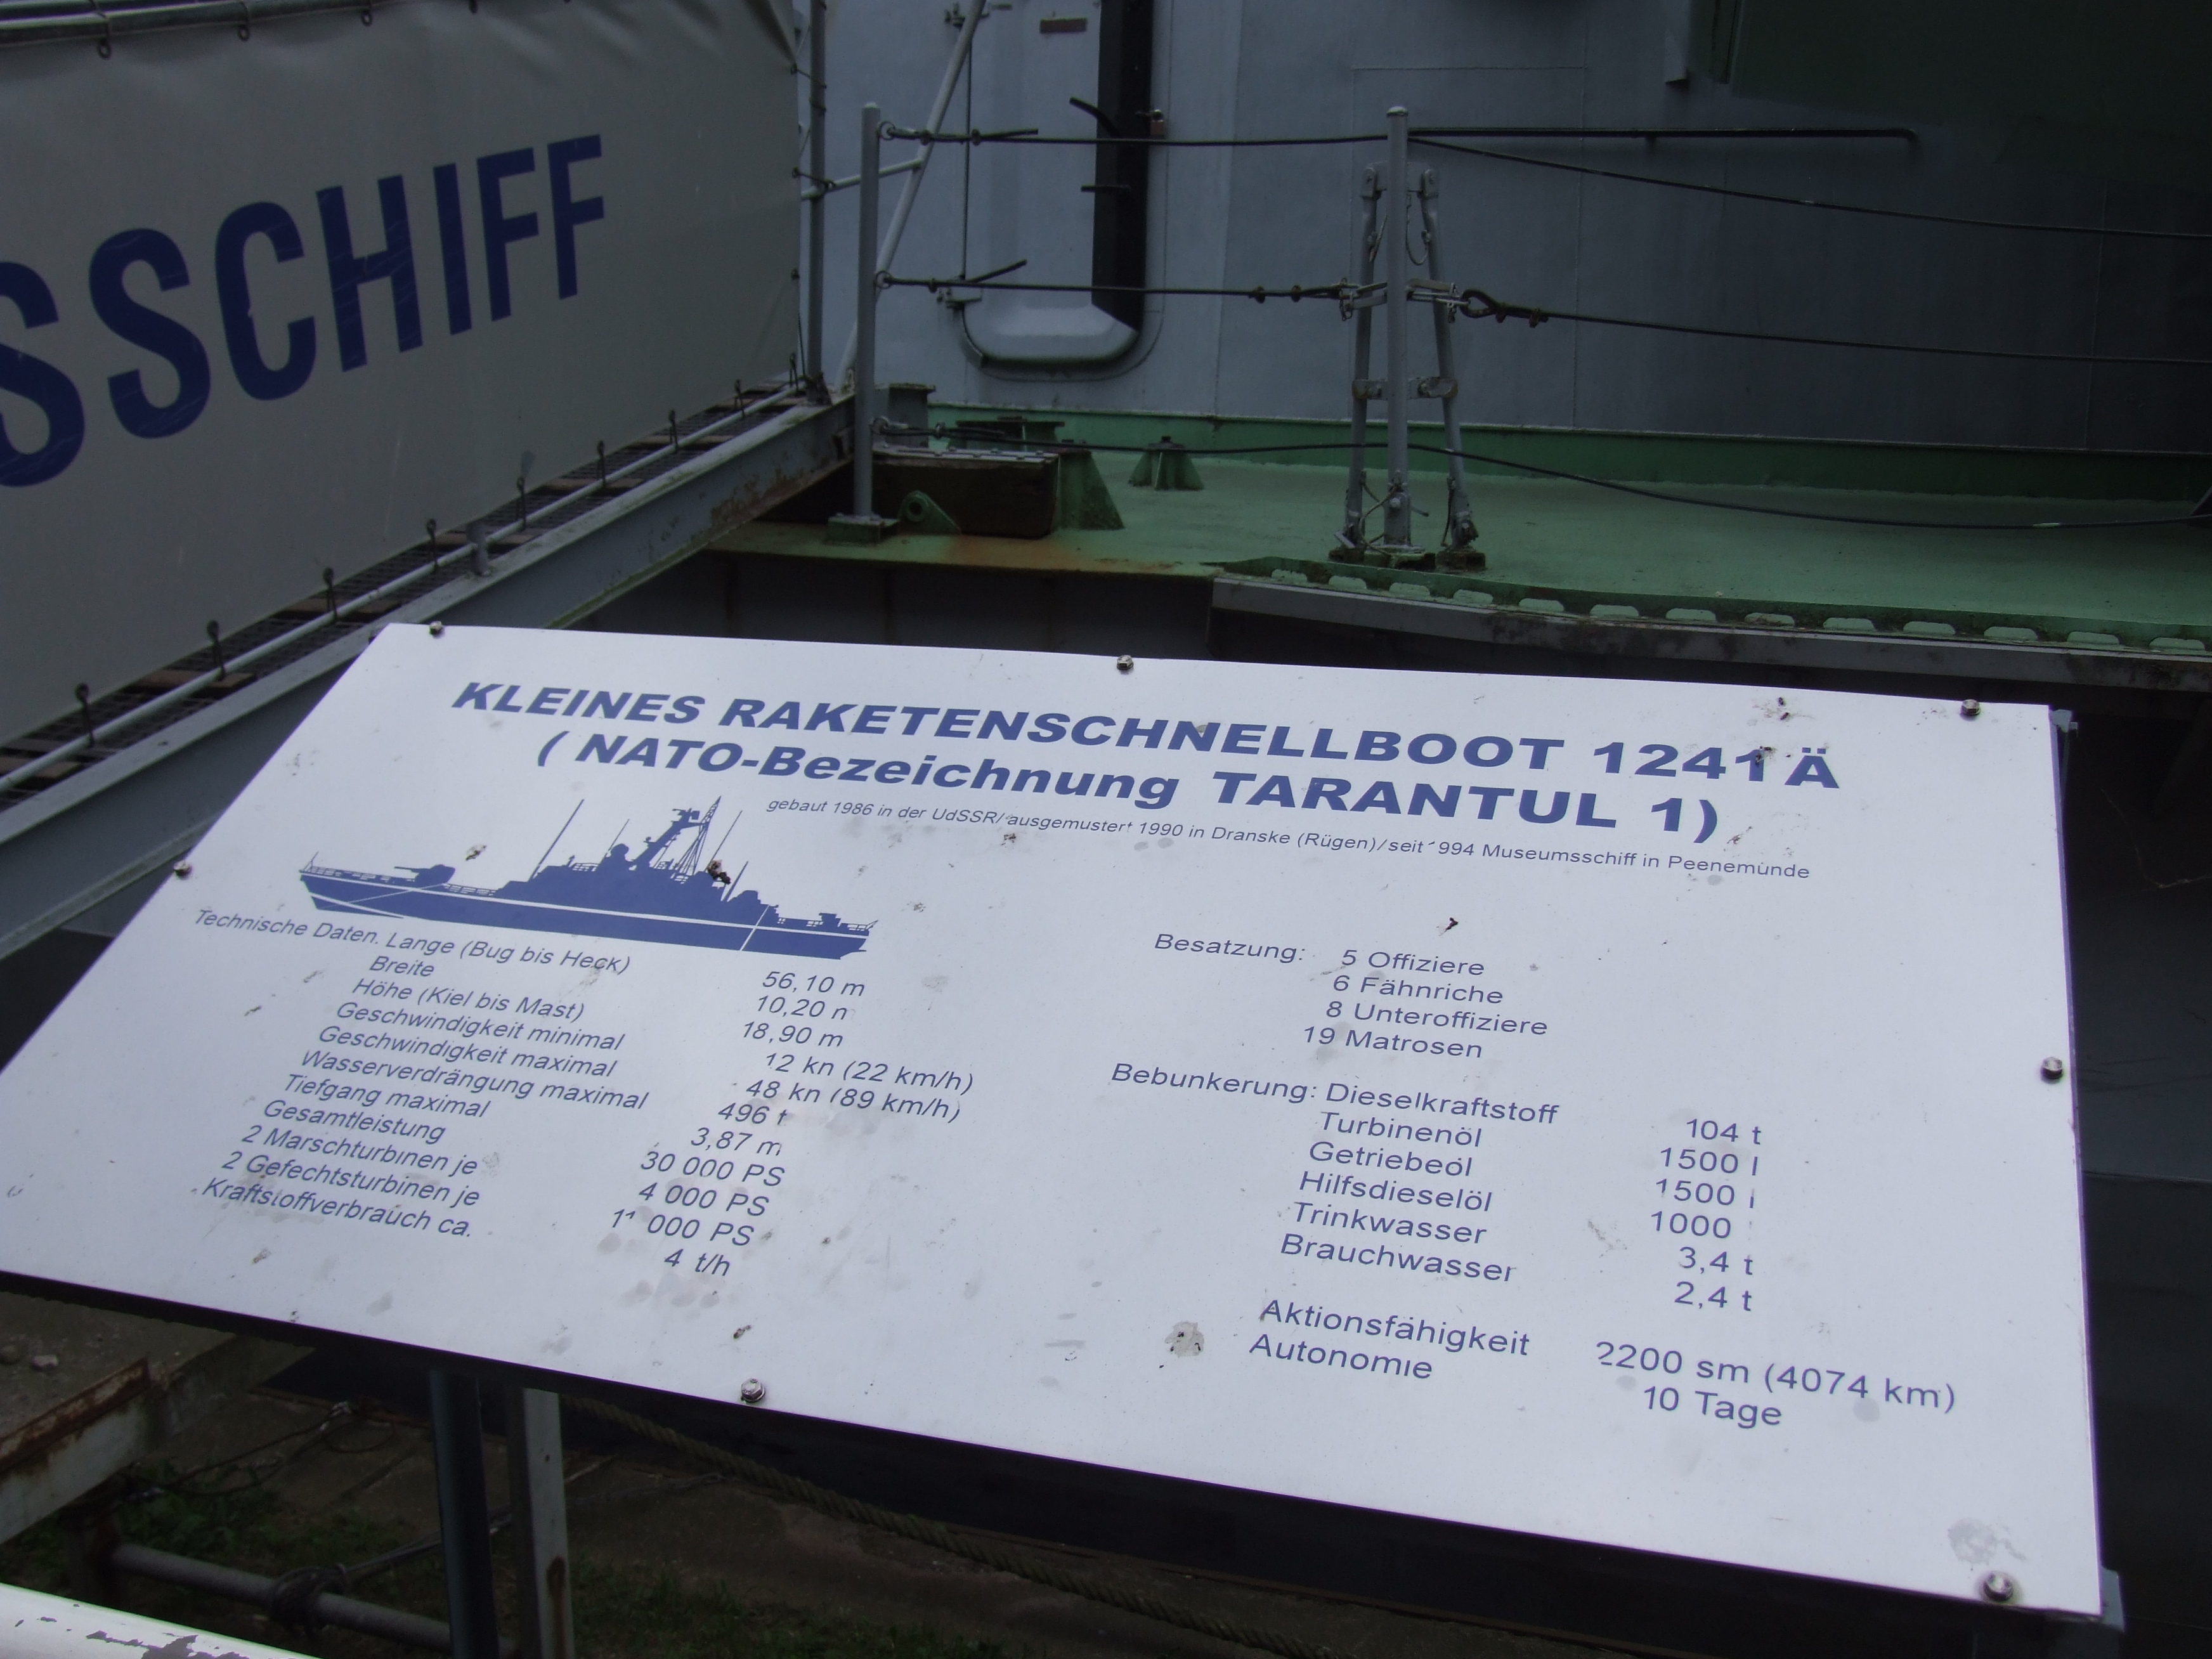 SSCHIFF
KLEINES RAKETENSCHNELLBOOT 1241Ä
( NATO-Bezeichnung TARANTUL 1)
gebaut 1986 in der UdSSR/ausgemustert 1990 in Dranske (Rügen)/seit 1994 Museumsschiff in Peenemünde
Technische Daten: Länge (Bug bis Heck) 56,10 m
Breite 10,20 m
Höhe (Kiel bis Mast) 18,90 m
Geschwindigkeit minimal 12 kn (22 km/h)
Geschwindigkeit maximal 48 kn (89 km/h)
Wasserverdrängung maximal 496 t
Tiefgang maximal 3,87 m
Gesamtleistung 30 000 PS
2 Marschturbinen je 4 000 PS
2 Gefechtsturbinen je 11 000 PS
Kraftstoffverbrauch ca. 4 t/h
Besatzung: 5 Offiziere
6 Fähnriche
8 Unteroffiziere
19 Matrosen
Bebunkerung: Dieselkraftstoff 104 t
Turbinenöl 1500 l
Getriebeöl 1500 l
Hilfsdieselöl 1000
Trinkwasser 3,4 t
Brauchwasser 2,4 t
Aktionsfähigkeit 2200 sm (4074 km)
Autonomie 10 Tage